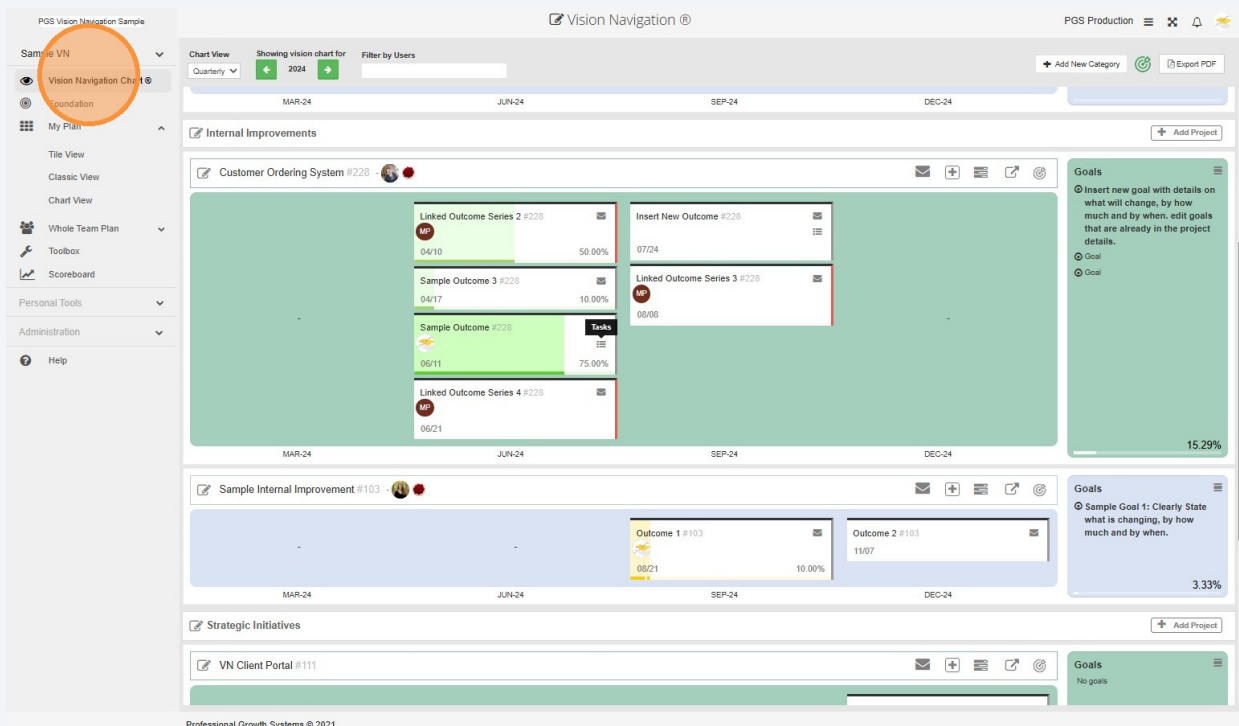 PGS Vision Navigation Sample
Vision Navigation ®
PGS Production
Sample VN
Vision Navigation Chart ®
Foundation
My Plan
Tile View
Classic View
Chart View
Whole Team Plan
Toolbox
Scoreboard
Personal Tools
Administration
Help
Chart View
Quarterly
Showing vision chart for
2024
Filter by Users
+ Add New Category
Export PDF
MAR-24 JUN-24 SEP-24 DEC-24
Internal Improvements
+ Add Project
Customer Ordering System #228 -
Linked Outcome Series 2 #228
MP
04/10 50.00%
Sample Outcome 3 #228
04/17 10.00%
Sample Outcome #228
Tasks
06/11 75.00%
Linked Outcome Series 4 #228
MP
06/21
Insert New Outcome #228
07/24
Linked Outcome Series 3 #228
MP
08/08
-
-
MAR-24 JUN-24 SEP-24 DEC-24
Goals
Insert new goal with details on
what will change, by how
much and by when. edit goals
that are already in the project
details.
Goal
Goal
15.29%
Sample Internal Improvement #103 -
-
-
Outcome 1 #103
08/21 10.00%
Outcome 2 #103
11/07
MAR-24 JUN-24 SEP-24 DEC-24
Goals
Sample Goal 1: Clearly State
what is changing, by how
much and by when.
3.33%
Strategic Initiatives
+ Add Project
VN Client Portal #111
Goals
No goals
Professional Growth Systems © 2021